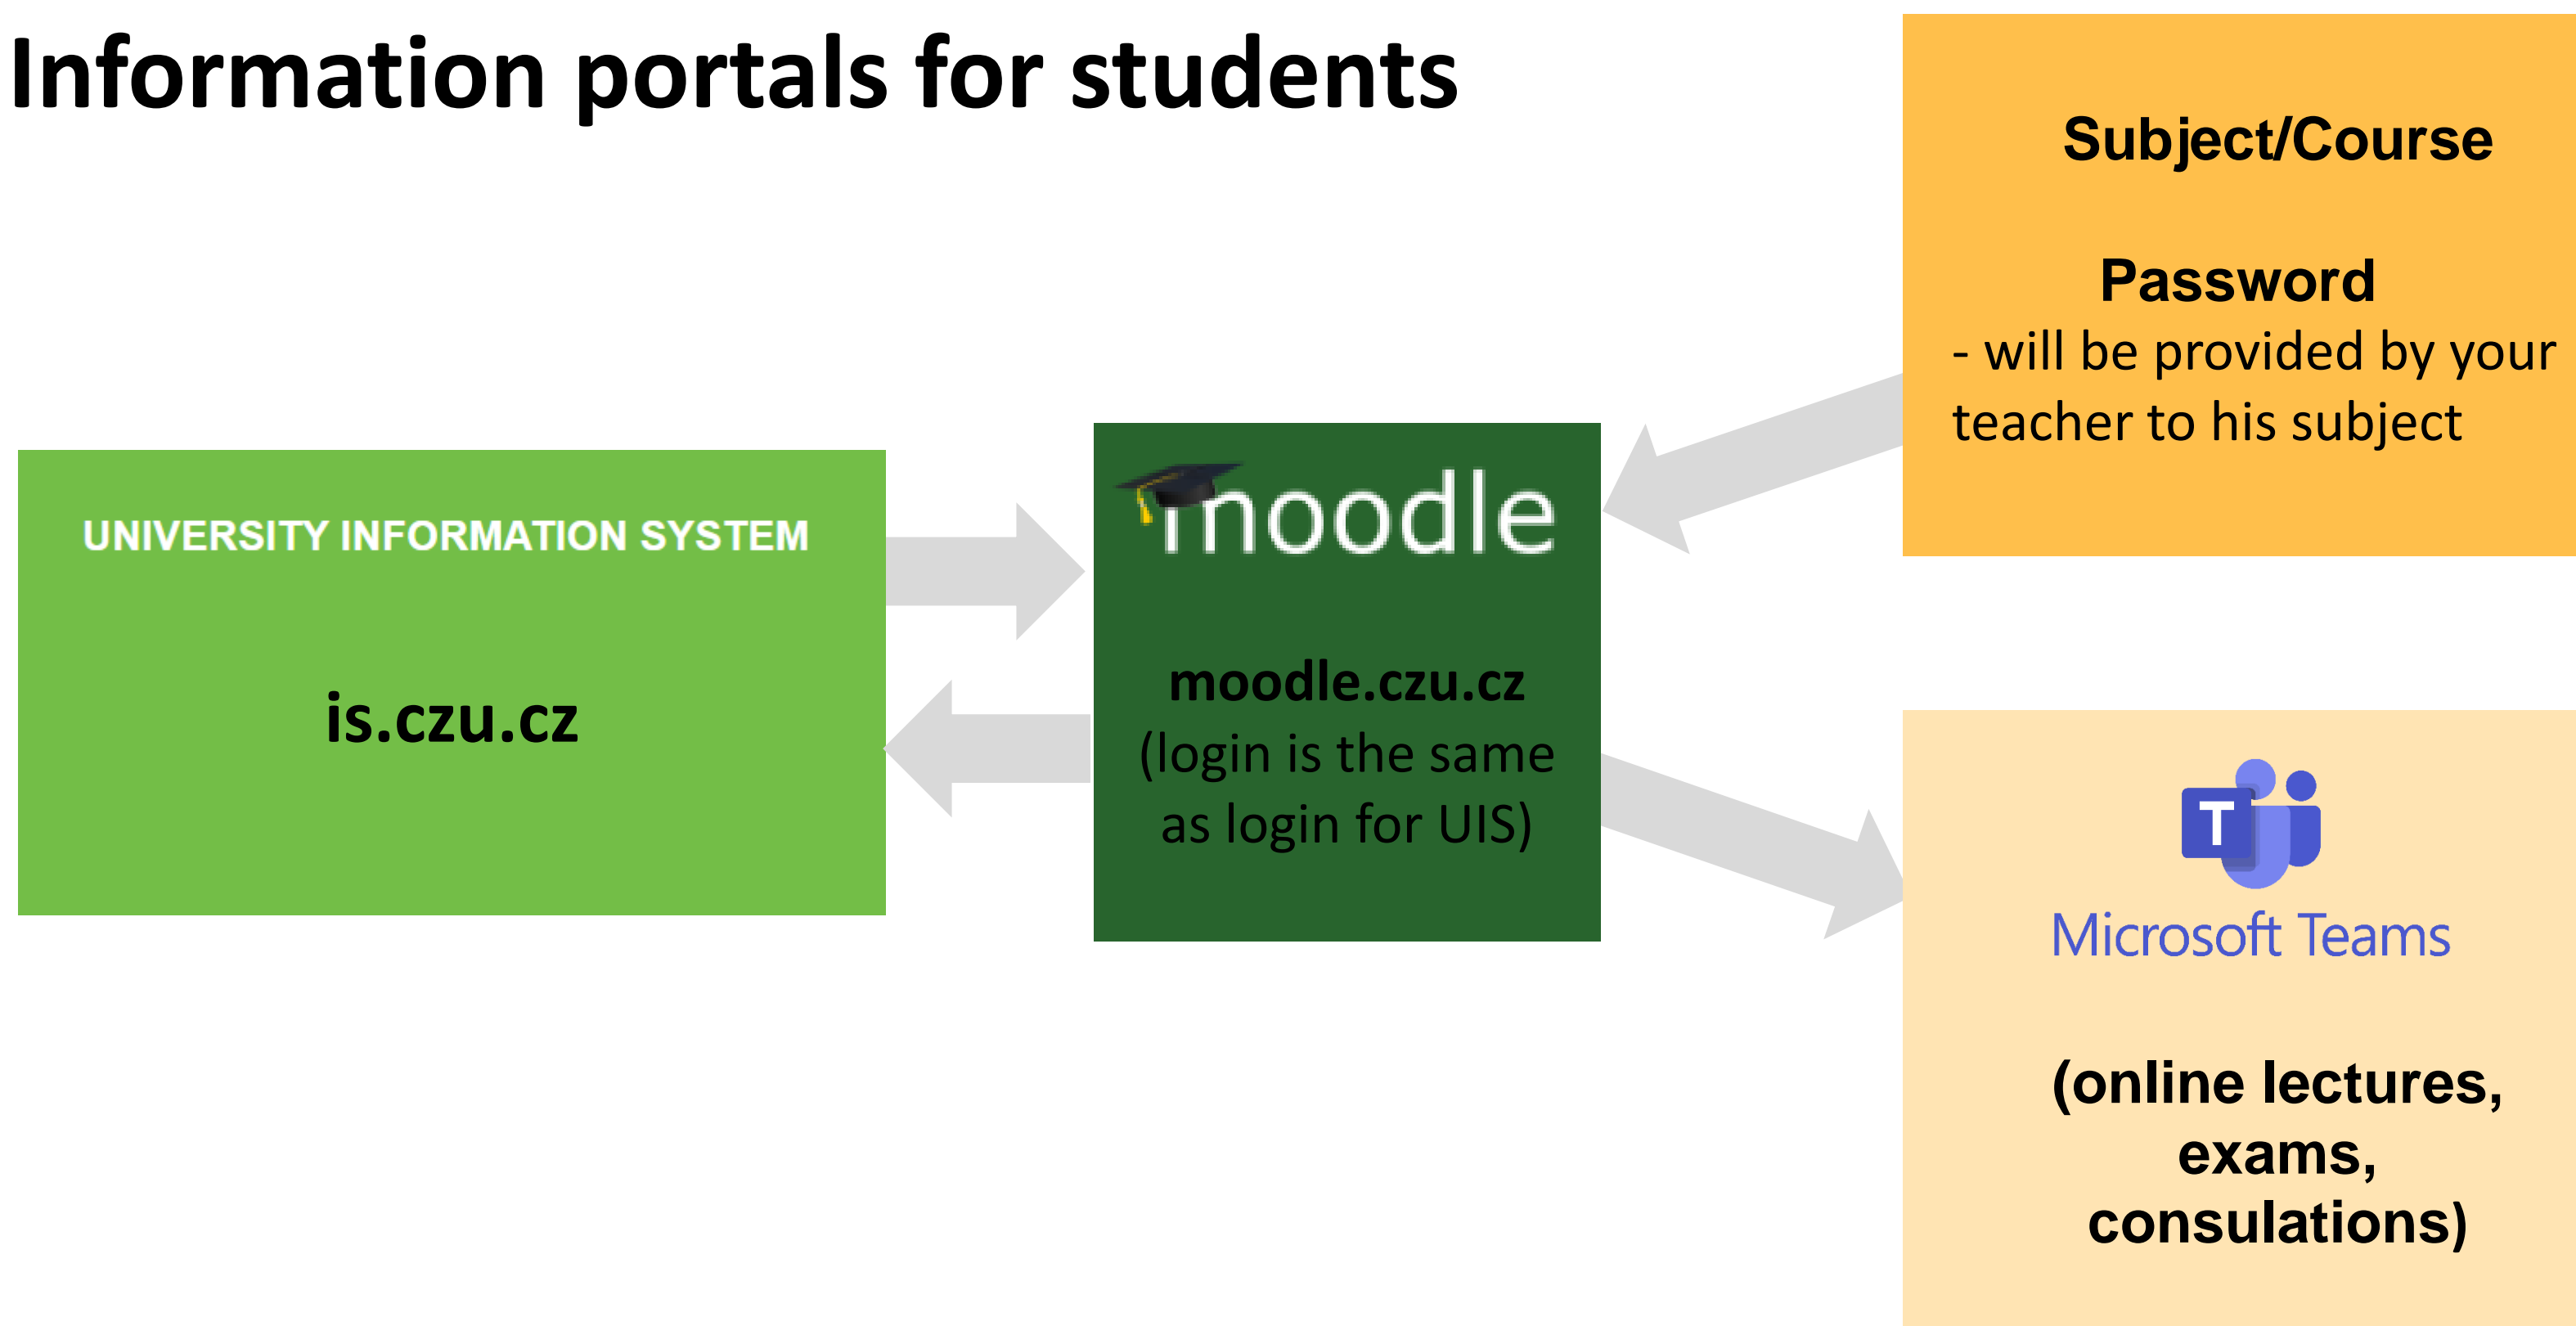 Information portals for students
UNIVERSITY INFORMATION SYSTEM
is.czu.cz
moodle
moodle.czu.cz
(login is the same
as login for UIS)
Subject/Course
Password
- will be provided by your
teacher to his subject
T
Microsoft Teams
(online lectures,
exams,
consulations)